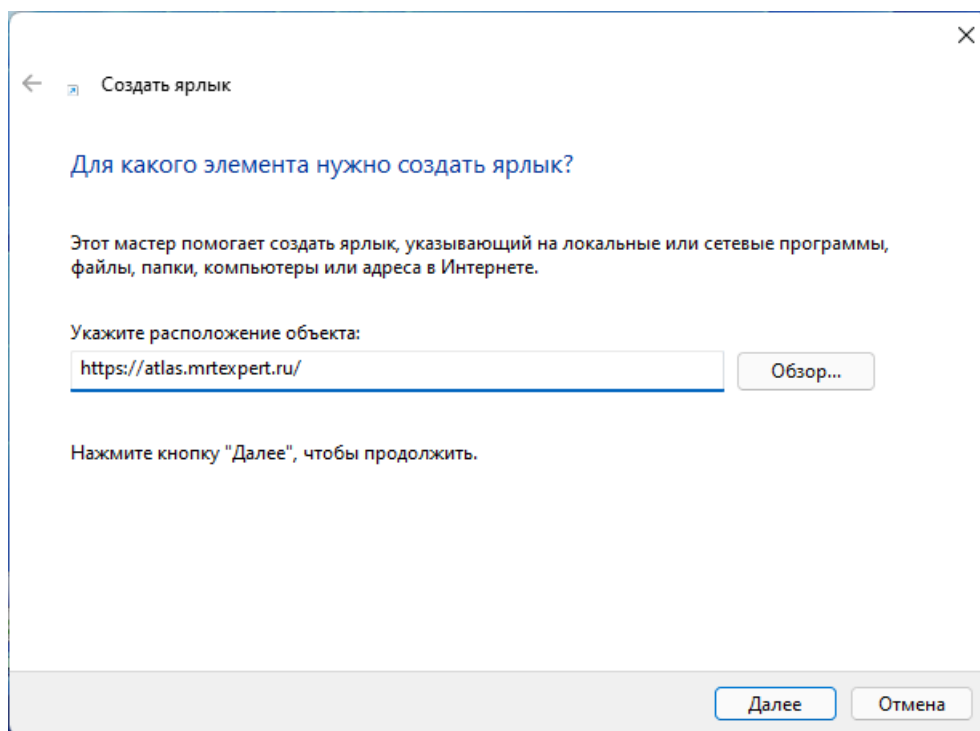 Создать ярлык
Для какого элемента нужно создать ярлык?
Этот мастер помогает создать ярлык, указывающий на локальные или сетевые программы,
файлы, папки, компьютеры или адреса в Интернете.
Укажите расположение объекта:
https://atlas.mrtexpert.ru/
Обзор...
Нажмите кнопку "Далее", чтобы продолжить.
Далее
Отмена